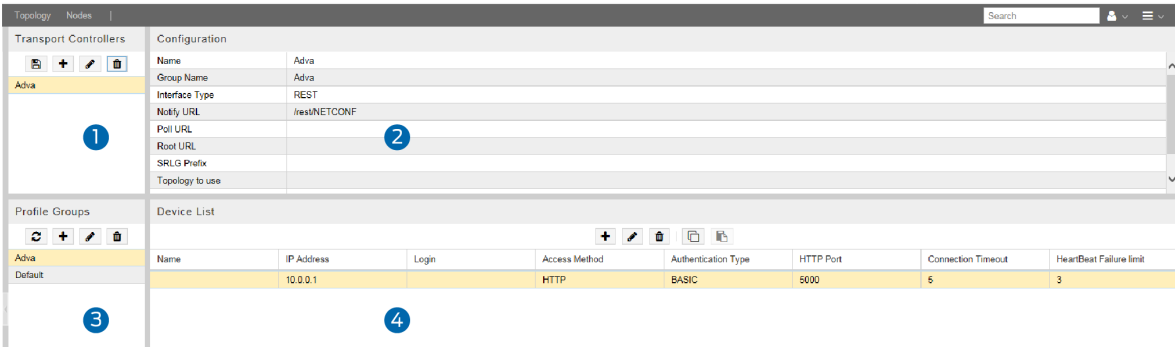 Topology Nodes |
Search
Transport Controllers
Adva
1
Configuration
Name Adva
Group Name Adva
Interface Type REST
Notify URL /rest/NETCONF
Poll URL
Root URL
SRLG Prefix
Topology to use
2
Profile Groups
Adva
Default
3
Device List
Name IP Address Login Access Method Authentication Type HTTP Port Connection Timeout HeartBeat Failure limit
10.0.0.1 HTTP BASIC 5000 5 3
4